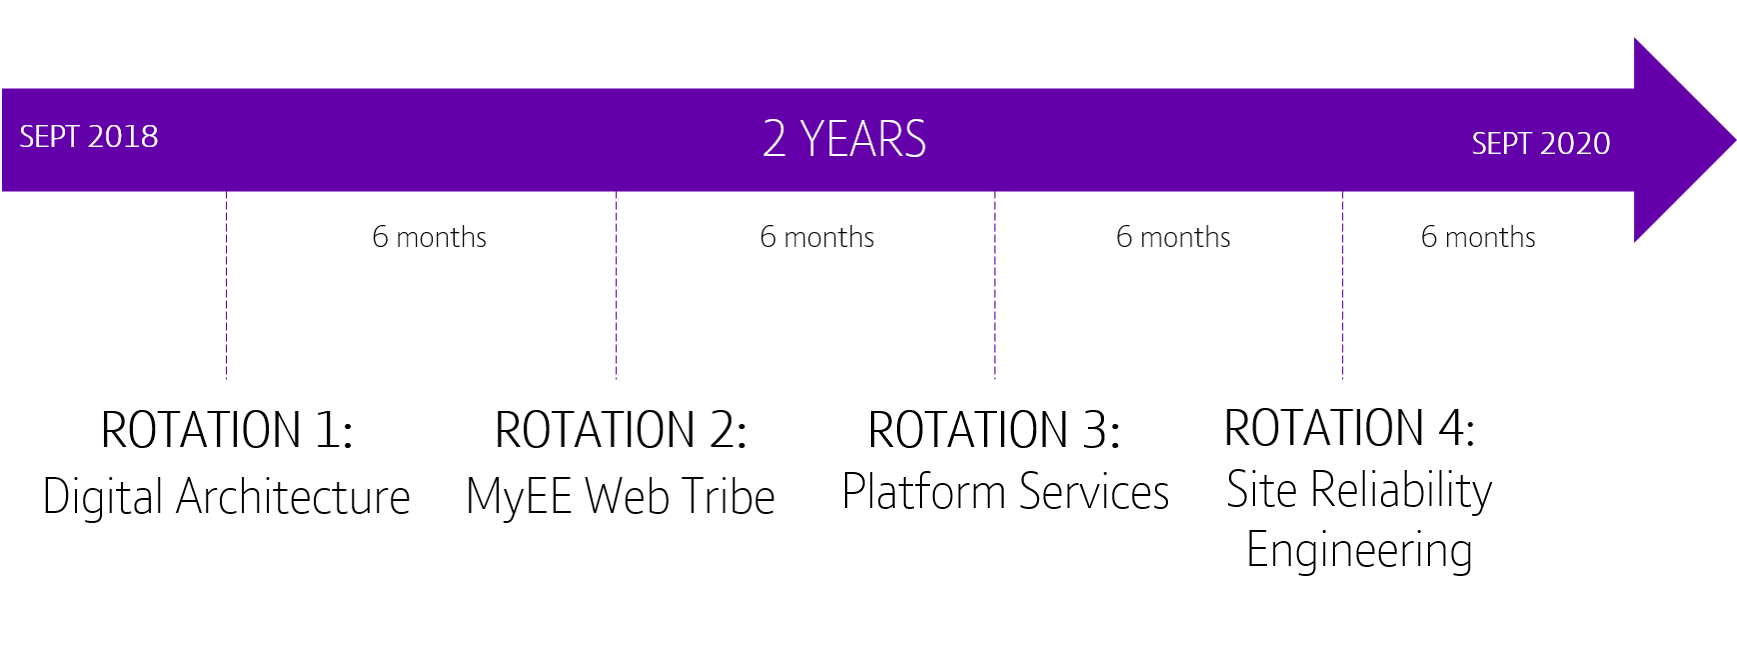 SEPT 2018
2 YEARS
SEPT 2020
6 months
6 months
6 months
6 months
ROTATION 1:
Digital Architecture
ROTATION 2:
MyEE Web Tribe
ROTATION 3:
Platform Services
ROTATION 4:
Site Reliability
Engineering